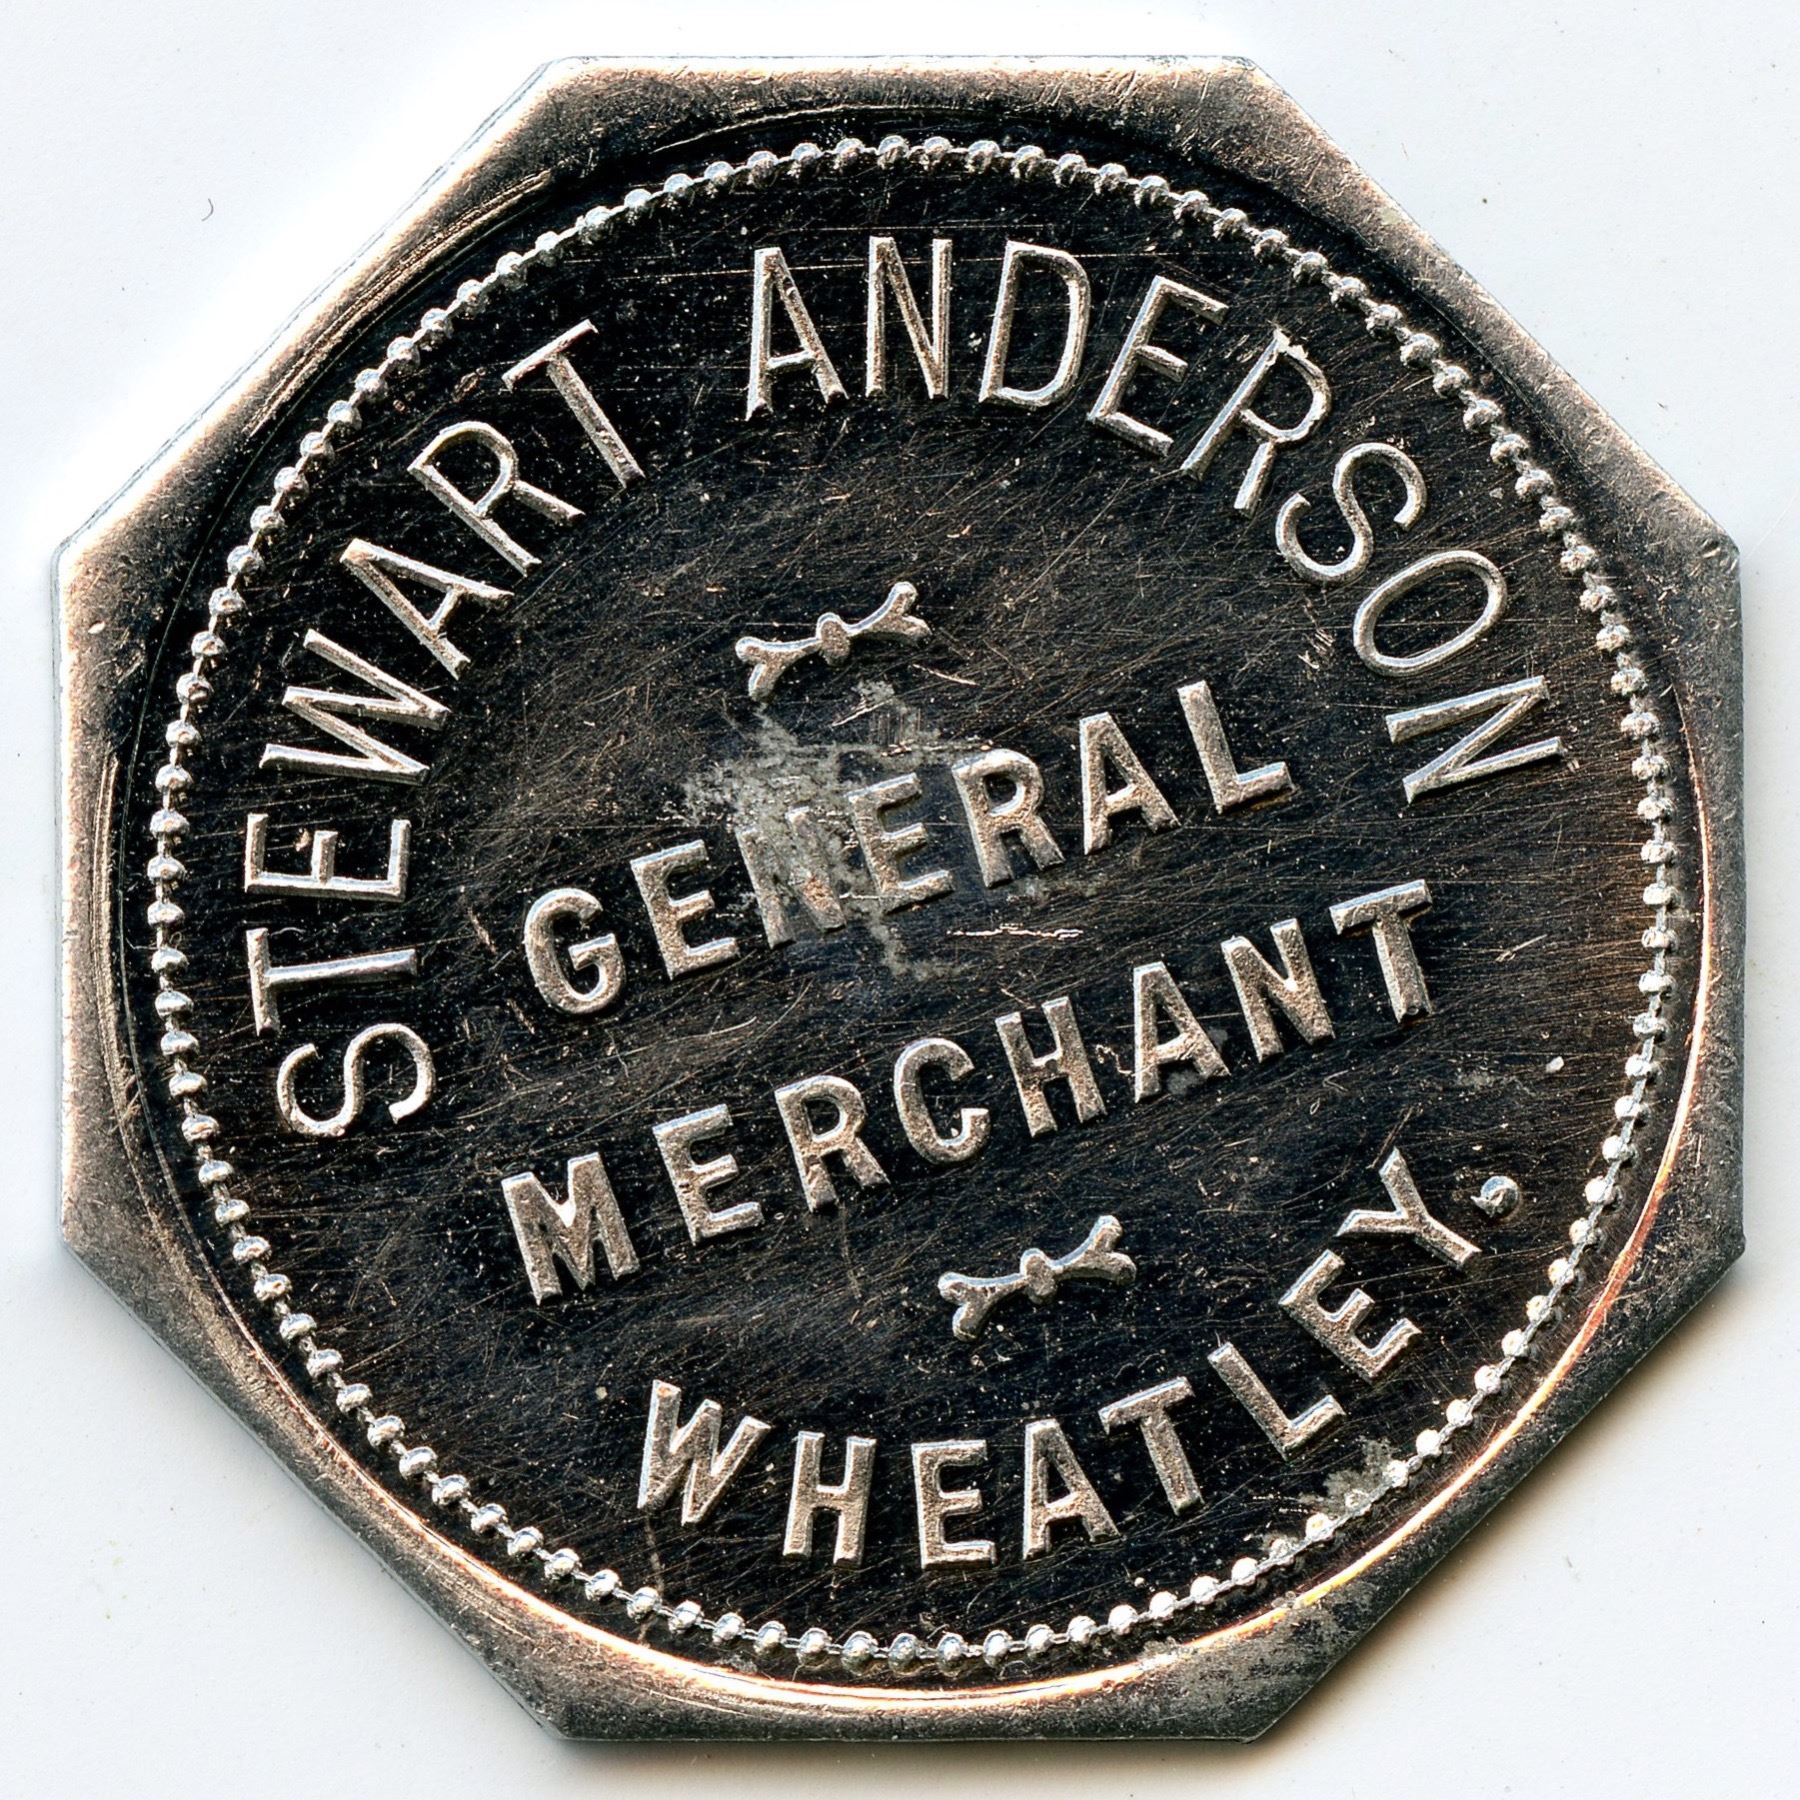 STEWART ANDERSON
GENERAL
MERCHANT
WHEATLEY.